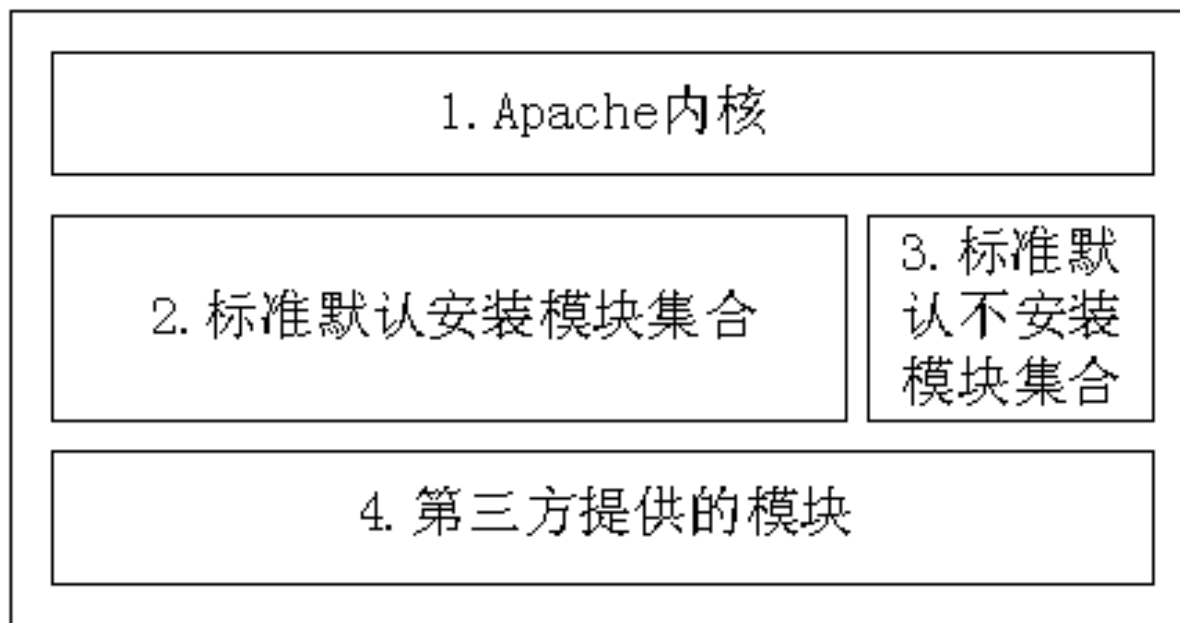 1. Apache内核
2. 标准默认安装模块集合
3. 标准默
认不安装
模块集合
4. 第三方提供的模块